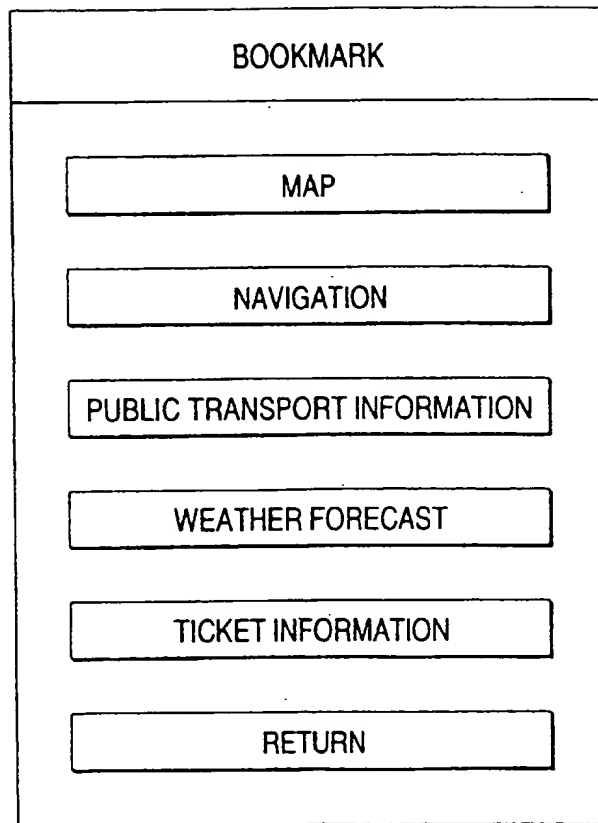 BOOKMARK
MAP
NAVIGATION
PUBLIC TRANSPORT INFORMATION
WEATHER FORECAST
TICKET INFORMATION
RETURN